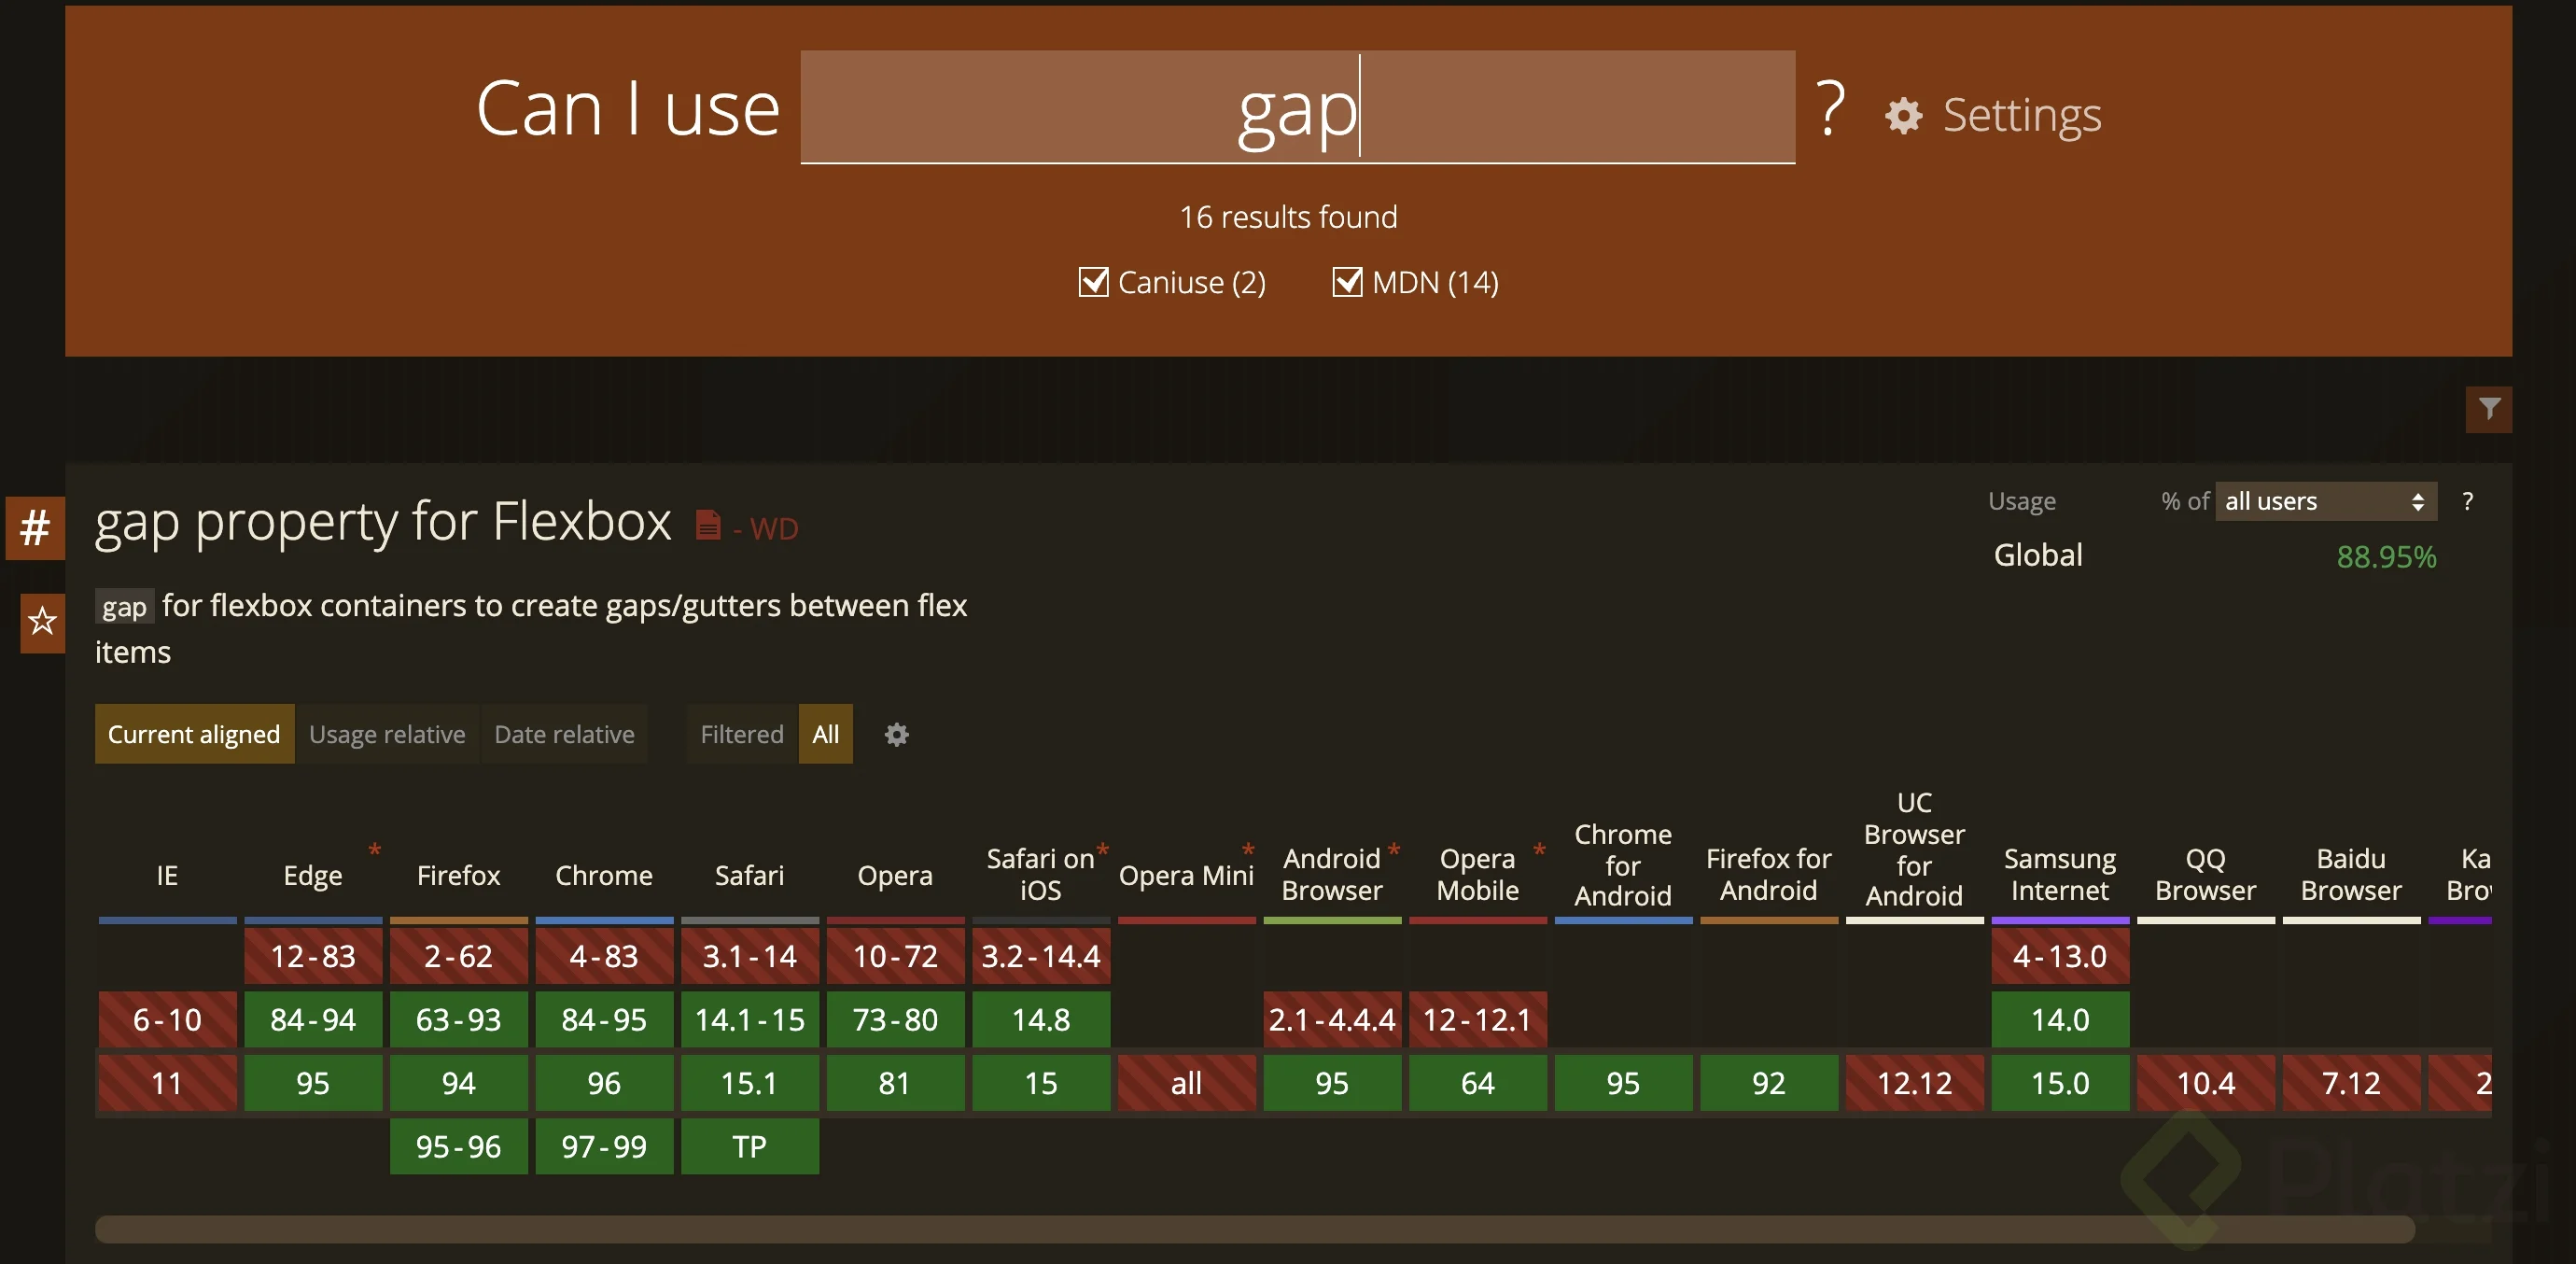 Can I use gap ? Settings
16 results found
Caniuse (2) MDN (14)
# gap property for Flexbox - WD
Usage % of all users ?
Global 88.95%
gap for flexbox containers to create gaps/gutters between flex
items
Current aligned Usage relative Date relative Filtered All
IE Edge * Firefox Chrome Safari Opera Safari on iOS * Opera Mini * Android Browser * Opera Mobile * Chrome for Android Firefox for Android UC Browser for Android Samsung Internet QQ Browser Baidu Browser
12-83 2-62 4-83 3.1-14 10-72 3.2-14.4 4-13.0
6-10 84-94 63-93 84-95 14.1-15 73-80 14.8 2.1-4.4.4 12-12.1 14.0
11 95 94 96 15.1 81 15 all 95 64 95 92 12.12 15.0 10.4 7.12
95-96 97-99 TP
Platzi